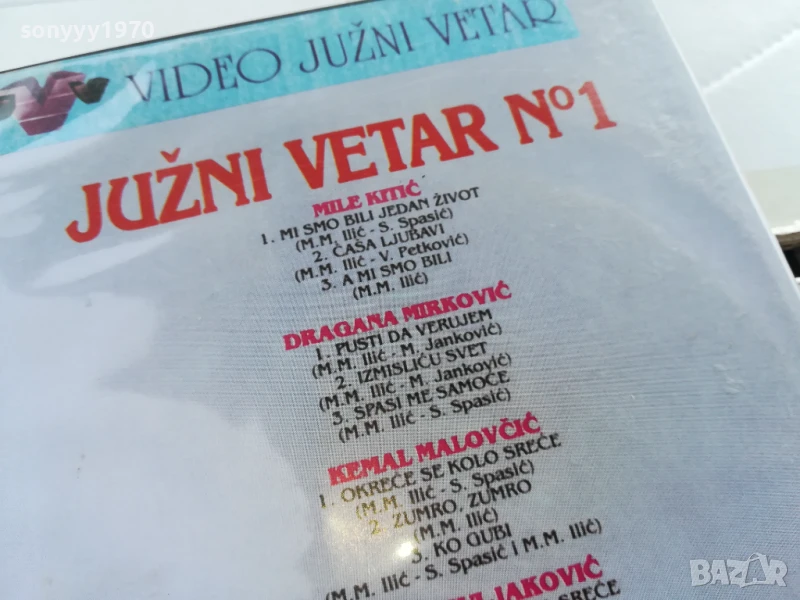 sonyyy1970
VIDEO JUŽNI VETAR
JUŽNI VETAR Nº1
MILE KITIĆ
1. MI SMO BILI JEDAN ŽIVOT
(M.M. Ilić - S. Spasić)
2. ČAŠA LJUBAVI
(M.M. Ilić - V. Petković)
3. A MI SMO BILI
(M.M. Ilić)
DRAGANA MIRKOVIĆ
1. PUSTI DA VERUJEM
(M.M. Ilić - M. Janković)
2. IZMISLIĆU SVET
(M.M. Ilić - M. Janković)
3. SPASI ME SAMOĆE
(M.M. Ilić - S. Spasić)
KEMAL MALOVČIĆ
1. OKREĆE SE KOLO SREĆE
(M.M. Ilić - S. Spasić)
2. ZUMRO, ZUMRO
(M.M. Ilić)
3. KO GUBI
(M.M. Ilić - S. Spasić i M.M. Ilić)
SREĆE
BAZAR